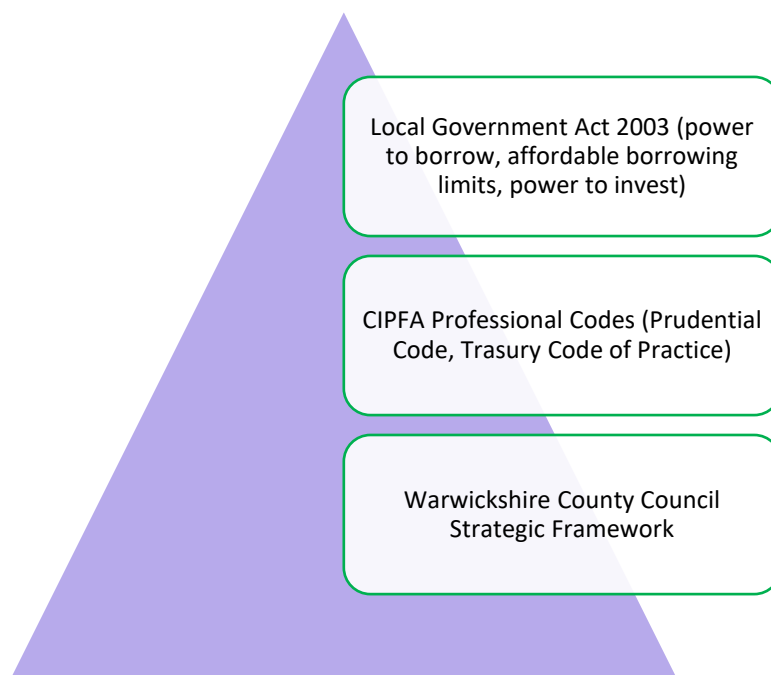 Local Government Act 2003 (power
to borrow, affordable borrowing
limits, power to invest)
CIPFA Professional Codes (Prudential
Code, Trasury Code of Practice)
Warwickshire County Council
Strategic Framework